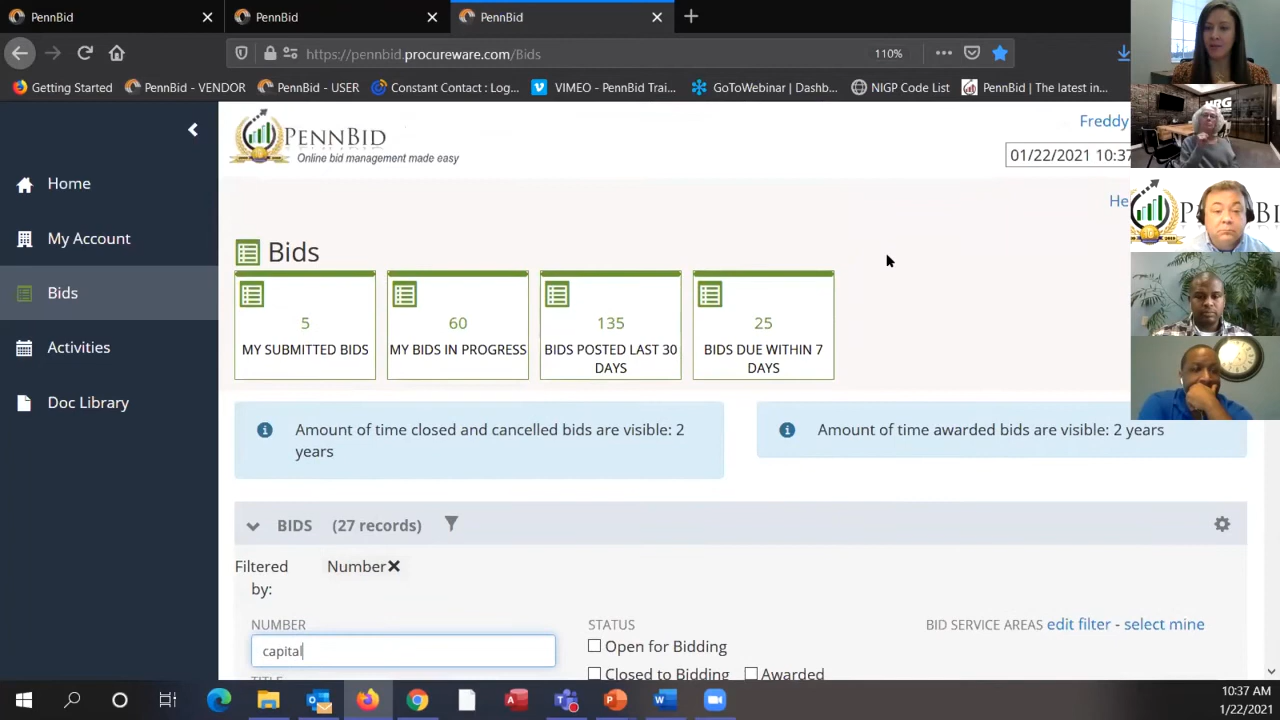 PennBid
PennBid
PennBid
https://pennbid.procureware.com/Bids
110%
Getting Started
PennBid - VENDOR
PennBid - USER
Constant Contact : Log...
VIMEO - PennBid Trai...
GoToWebinar | Dashb...
NIGP Code List
PennBid | The latest in...
PENNBID
Online bid management made easy
Freddy
01/22/2021 10:37
He
Home
My Account
Bids
Activities
Doc Library
Bids
5
MY SUBMITTED BIDS
60
MY BIDS IN PROGRESS
135
BIDS POSTED LAST 30
DAYS
25
BIDS DUE WITHIN 7
DAYS
Amount of time closed and cancelled bids are visible: 2
years
Amount of time awarded bids are visible: 2 years
BIDS (27 records)
Filtered
by:
Number
NUMBER
capital
STATUS
Open for Bidding
Closed to Bidding
Awarded
BID SERVICE AREAS edit filter - select mine
10:37 AM
1/22/2021